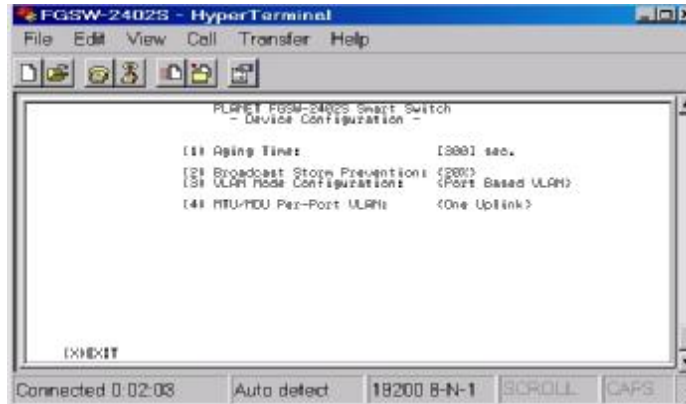 FGSW-2402S - HyperTerminal
File Edit View Call Transfer Help
PLANET FGSW-2402S Smart Switch
- Device Configuration -
(1) Aging Time: [300] sec.
(2) Broadcast Storm Prevention: <20%>
(3) VLAN Mode Configuration: <Port Based VLAN>
(4) MTU/MDU Per-Port VLAN: <One Uplink>
(X)EXIT
Connected 0:02:03 Auto detect 19200 8-N-1 SCROLL CAPS